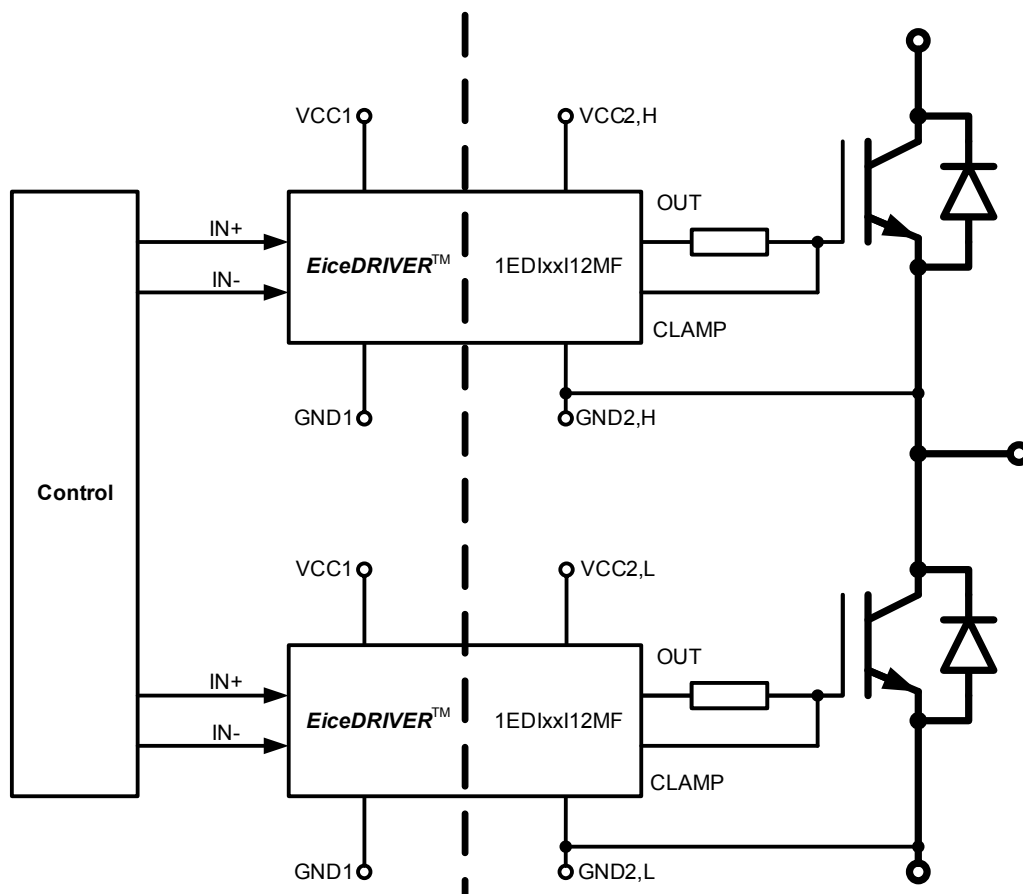 VCC1
VCC2,H
OUT
IN+
EiceDRIVER™ 1EDIxxI12MF
IN-
CLAMP
GND1
GND2,H
Control
VCC1
VCC2,L
OUT
IN+
EiceDRIVER™ 1EDIxxI12MF
IN-
CLAMP
GND1
GND2,L